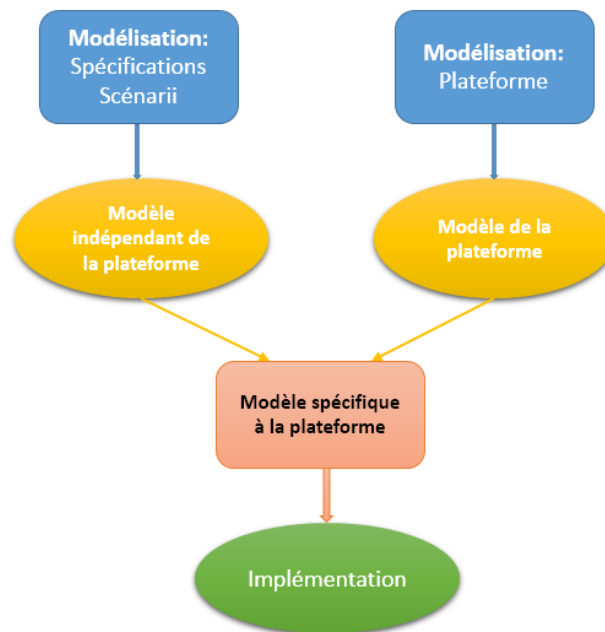 Modélisation:
Spécifications
Scénarii
Modélisation:
Plateforme
Modèle
indépendant de
la plateforme
Modèle de la
plateforme
Modèle spécifique
à la plateforme
Implémentation